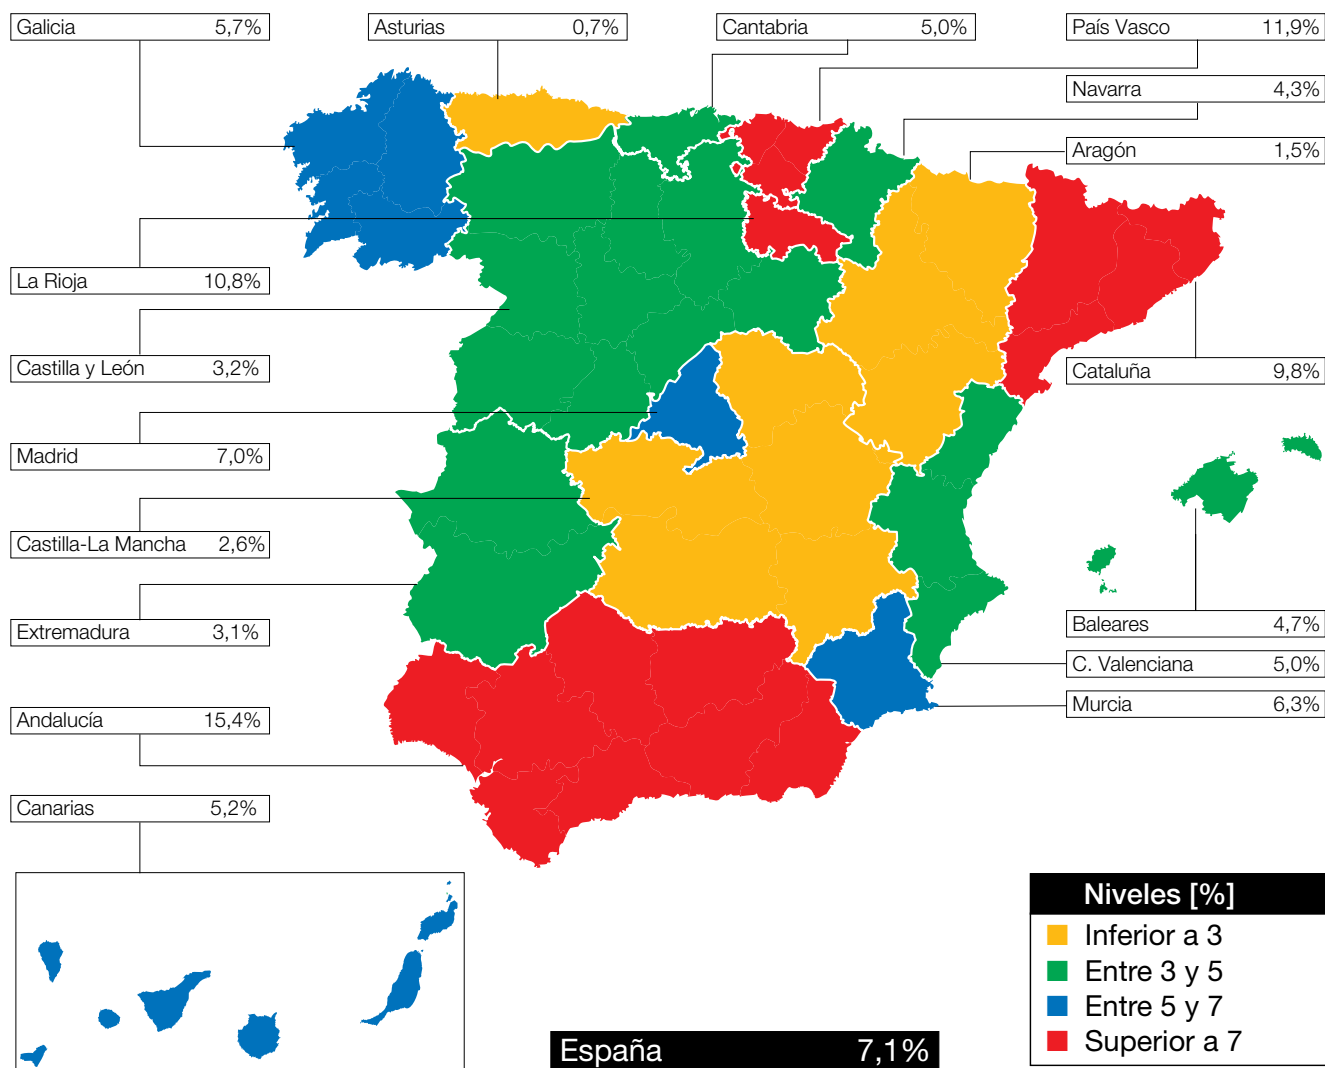 Galicia 5,7%
Asturias 0,7%
Cantabria 5,0%
País Vasco 11,9%
Navarra 4,3%
Aragón 1,5%
La Rioja 10,8%
Castilla y León 3,2%
Cataluña 9,8%
Madrid 7,0%
Castilla-La Mancha 2,6%
Extremadura 3,1%
Baleares 4,7%
C. Valenciana 5,0%
Murcia 6,3%
Andalucía 15,4%
Canarias 5,2%
Niveles [%]
Inferior a 3
Entre 3 y 5
Entre 5 y 7
Superior a 7
España 7,1%